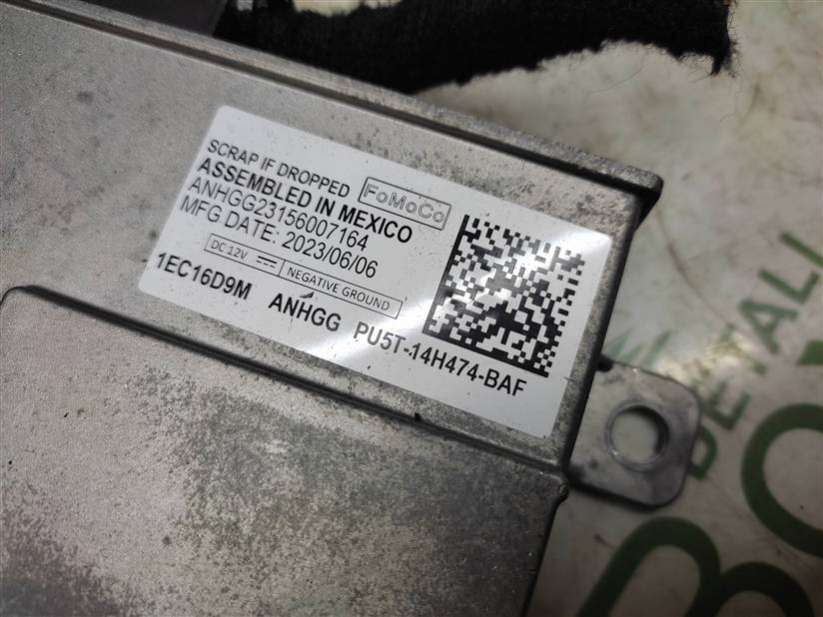 SCRAP IF DROPPED
ASSEMBLED IN MEXICO
FoMoCo
ANHGG23156007164
MFG DATE: 2023/06/06
DC 12V
NEGATIVE GROUND
1EC16D9M ANHGG PU5T-14H474-BAF
DETALI